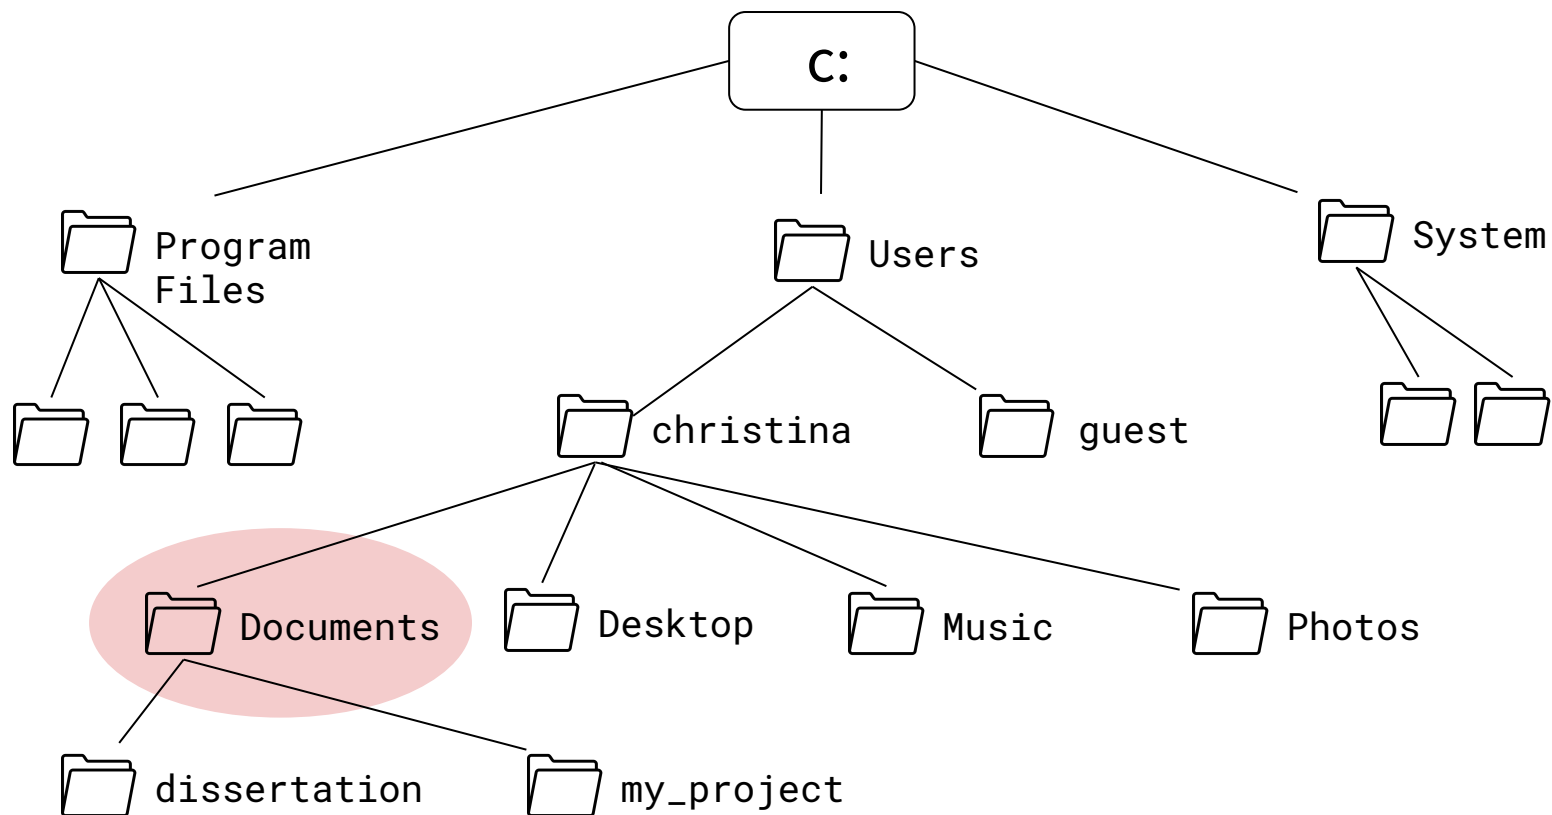 C:
Program
Files
Users
System
christina
guest
Documents
Desktop
Music
Photos
dissertation
my_project